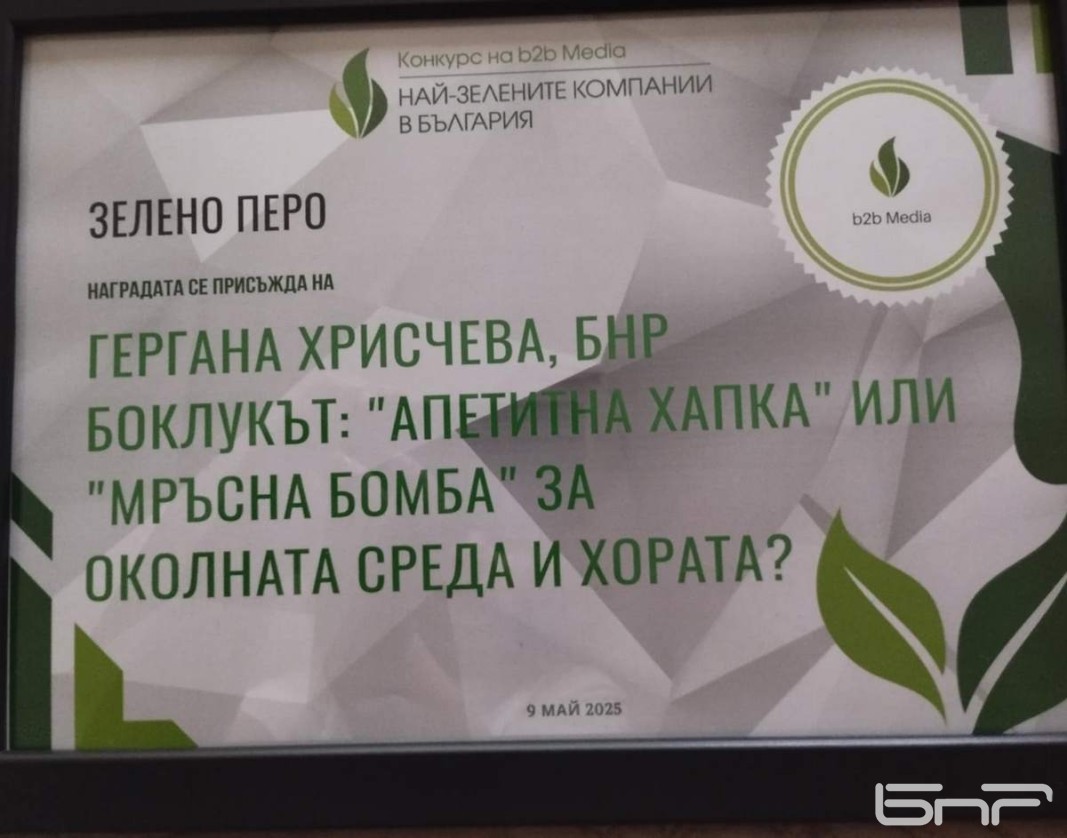 Конкурс на b2b Media
НАЙ-ЗЕЛЕНИТЕ КОМПАНИИ
В БЪЛГАРИЯ
b2b Media
ЗЕЛЕНО ПЕРО
НАГРАДАТА СЕ ПРИСЪЖДА НА
ГЕРГАНА ХРИСЧЕВА, БНР
БОКЛУКЪТ: "АПЕТИТНА ХАПКА" ИЛИ
"МРЪСНА БОМБА" ЗА
ОКОЛНАТА СРЕДА И ХОРАТА?
9 МАЙ 2025
БНР